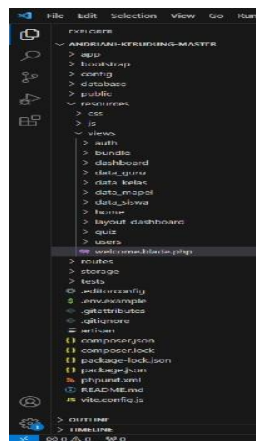 File Edit Selection View Go Run
EXPLORER
ANDRIANI-KERUDUNG-MASTER
app
bootstrap
config
database
public
resources
css
js
views
auth
bundle
dashboard
data_guru
data_kelas
data_mapel
data_siswa
home
layout_dashboard
quiz
users
welcome.blade.php
routes
storage
tests
.editorconfig
.env.example
.gitattributes
.gitignore
artisan
composer.json
composer.lock
package-lock.json
package.json
phpunit.xml
README.md
vite.config.js
OUTLINE
TIMELINE